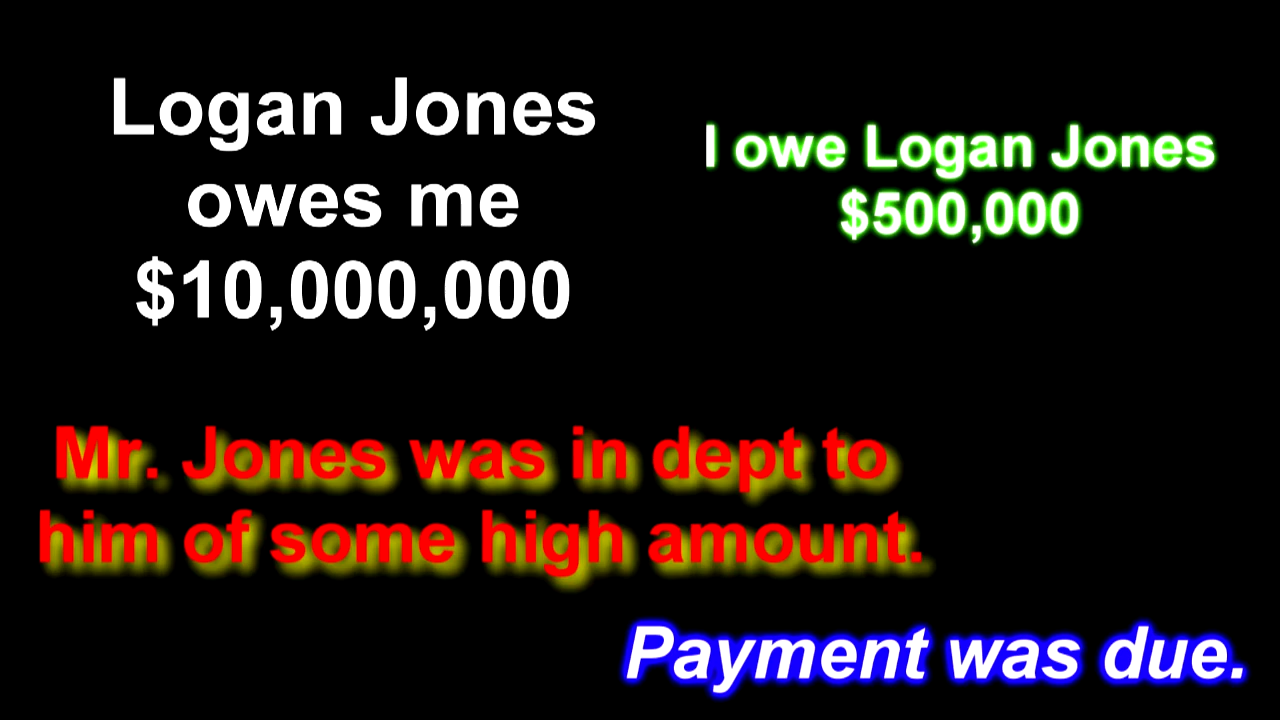 Logan Jones
owes me
$10,000,000
I owe Logan Jones
$500,000
Mr. Jones was in dept to
him of some high amount.
Payment was due.